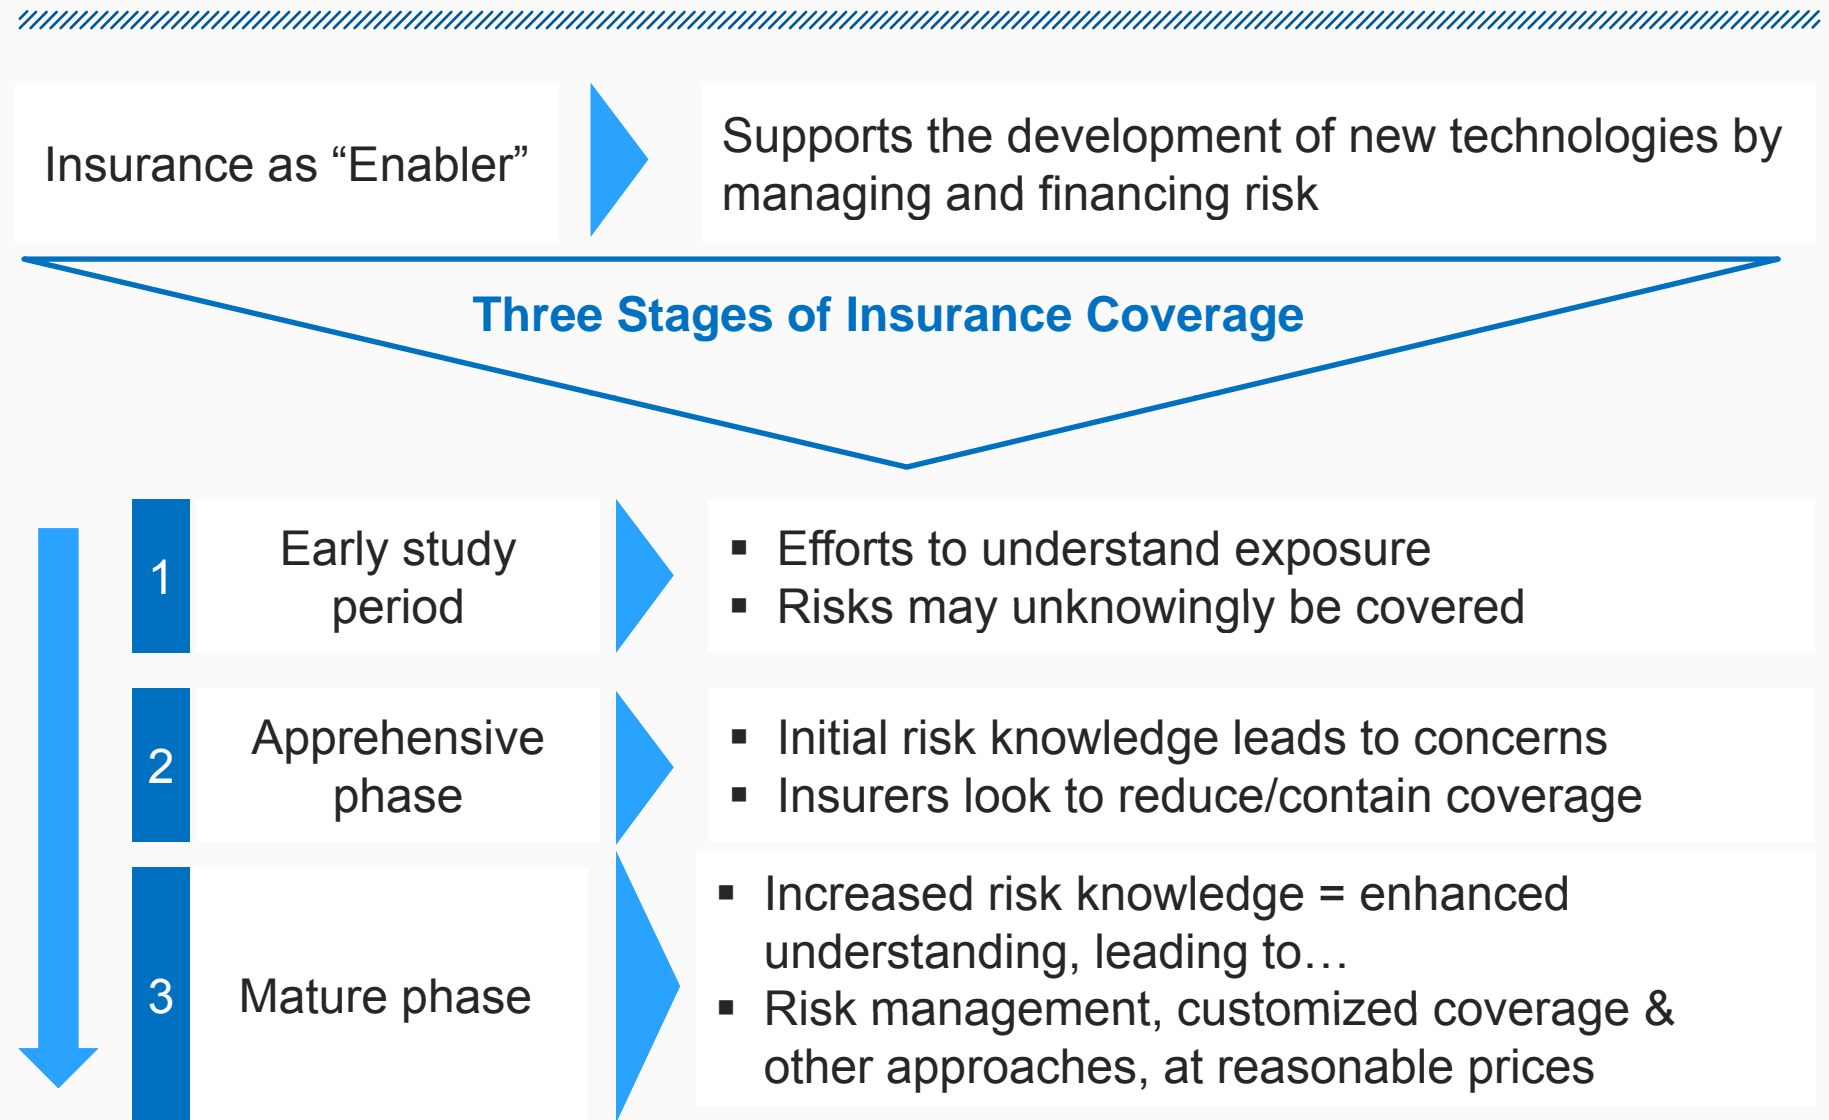 Insurance as “Enabler”
Supports the development of new technologies by
managing and financing risk
Three Stages of Insurance Coverage
1
Early study
period
▪ Efforts to understand exposure
▪ Risks may unknowingly be covered
2
Apprehensive
phase
▪ Initial risk knowledge leads to concerns
▪ Insurers look to reduce/contain coverage
3
Mature phase
▪ Increased risk knowledge = enhanced
understanding, leading to…
▪ Risk management, customized coverage &
other approaches, at reasonable prices